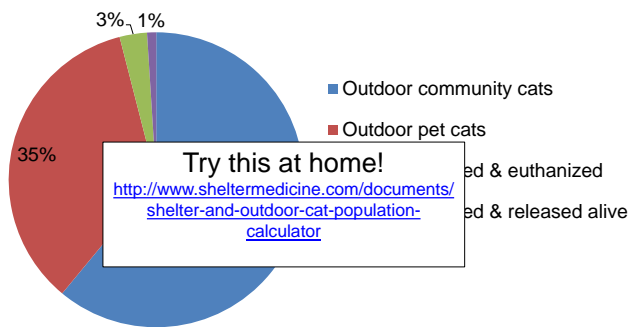 3% 1%
35%
Outdoor community cats
Outdoor pet cats
ed & euthanized
ed & released alive
Try this at home!
http://www.sheltermedicine.com/documents/
shelter-and-outdoor-cat-population-
calculator